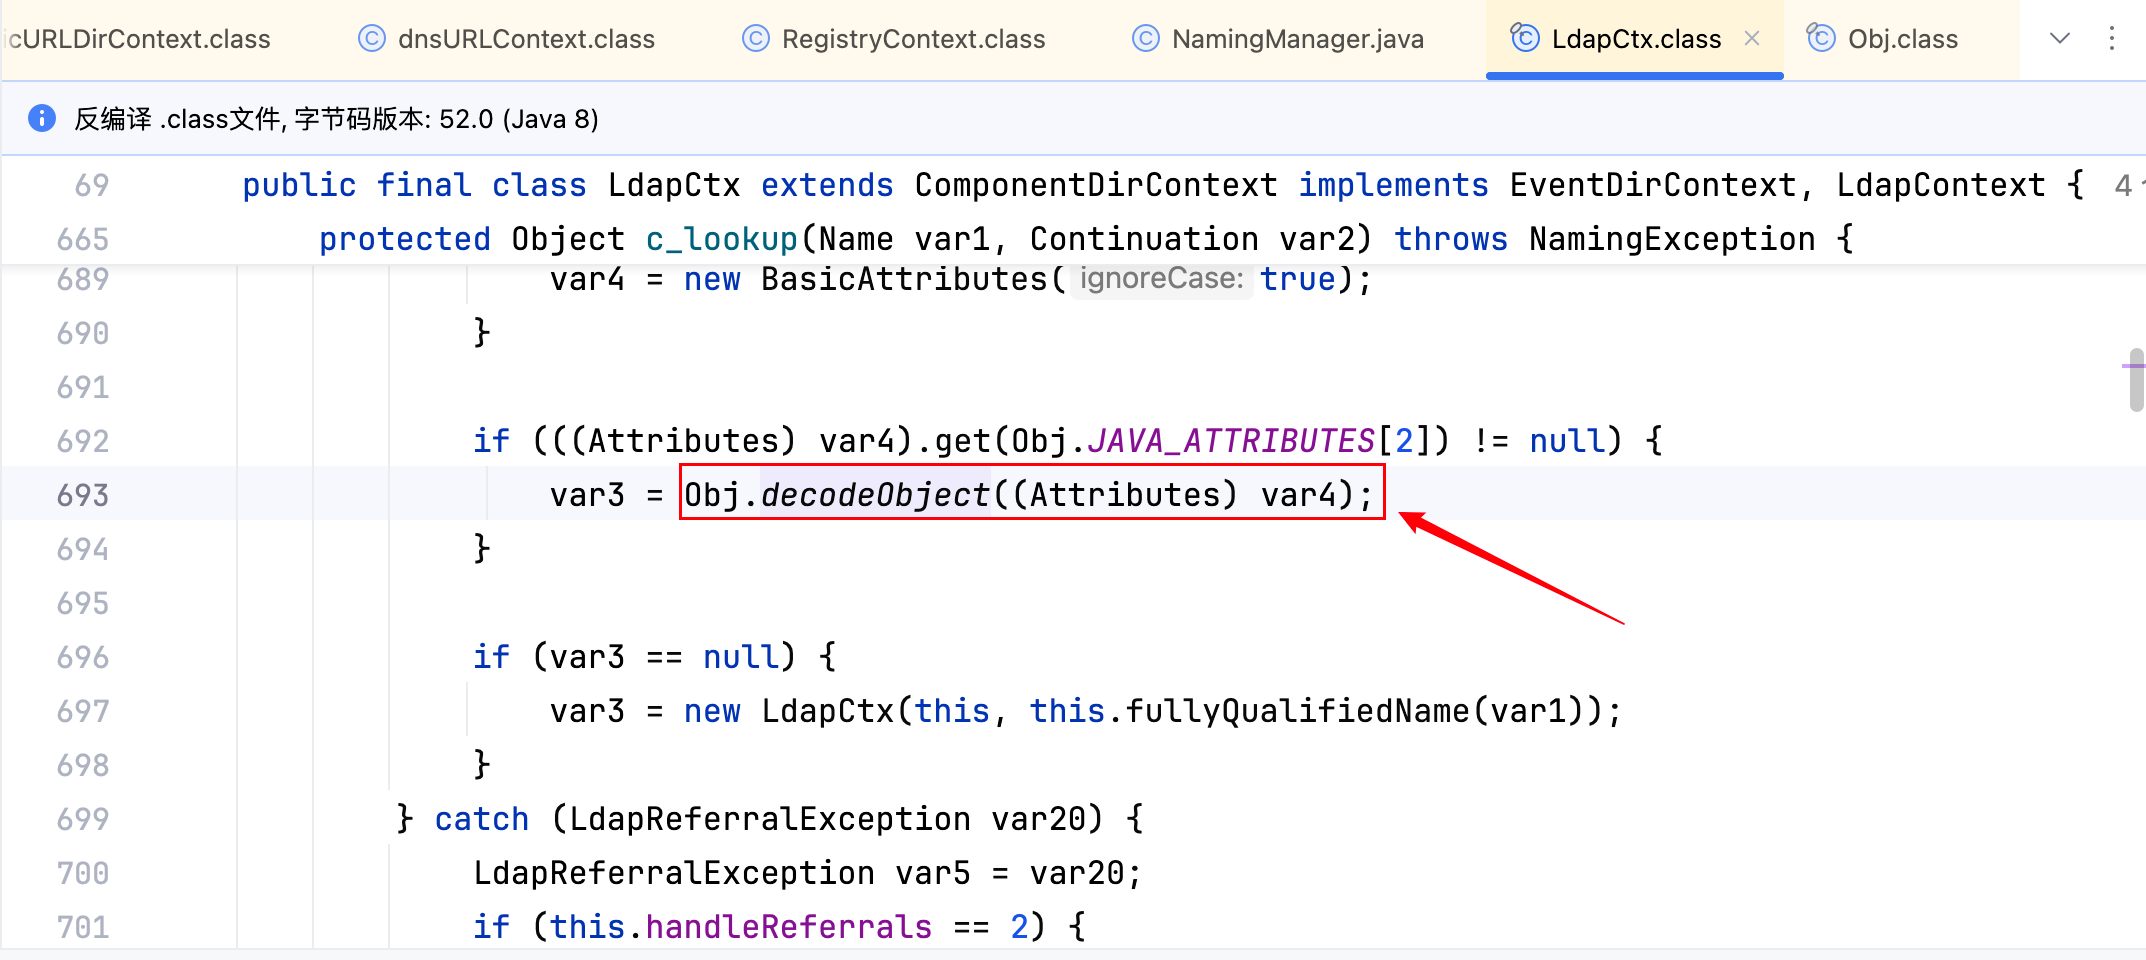 icURLDirContext.class dnsURLContext.class RegistryContext.class NamingManager.java LdapCtx.class Obj.class
反编译 .class文件, 字节码版本: 52.0 (Java 8)
69 public final class LdapCtx extends ComponentDirContext implements EventDirContext, LdapContext { 4
665 protected Object c_lookup(Name var1, Continuation var2) throws NamingException {
689 var4 = new BasicAttributes( ignoreCase: true);
690 }
691
692 if (((Attributes) var4).get(Obj.JAVA_ATTRIBUTES[2]) != null) {
693 var3 = Obj.decodeObject((Attributes) var4);
694 }
695
696 if (var3 == null) {
697 var3 = new LdapCtx(this, this.fullyQualifiedName(var1));
698 }
699 } catch (LdapReferralException var20) {
700 LdapReferralException var5 = var20;
701 if (this.handleReferrals == 2) {